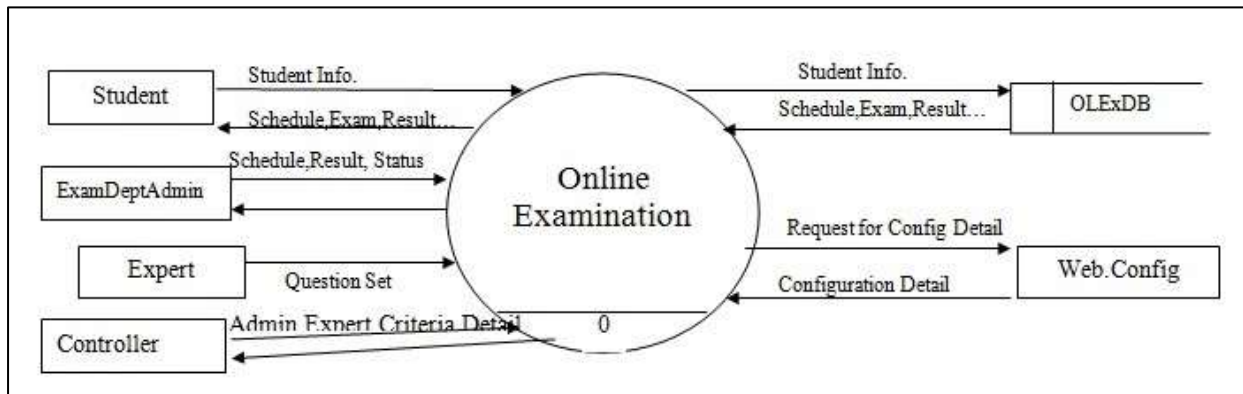 Student
Student Info.
Schedule,Exam,Result...
ExamDeptAdmin
Schedule,Result, Status
Expert
Question Set
Controller
Admin Expert Criteria Detail
Online
Examination
0
Student Info.
Schedule,Exam,Result...
OLExDB
Request for Config Detail
Configuration Detail
Web.Config